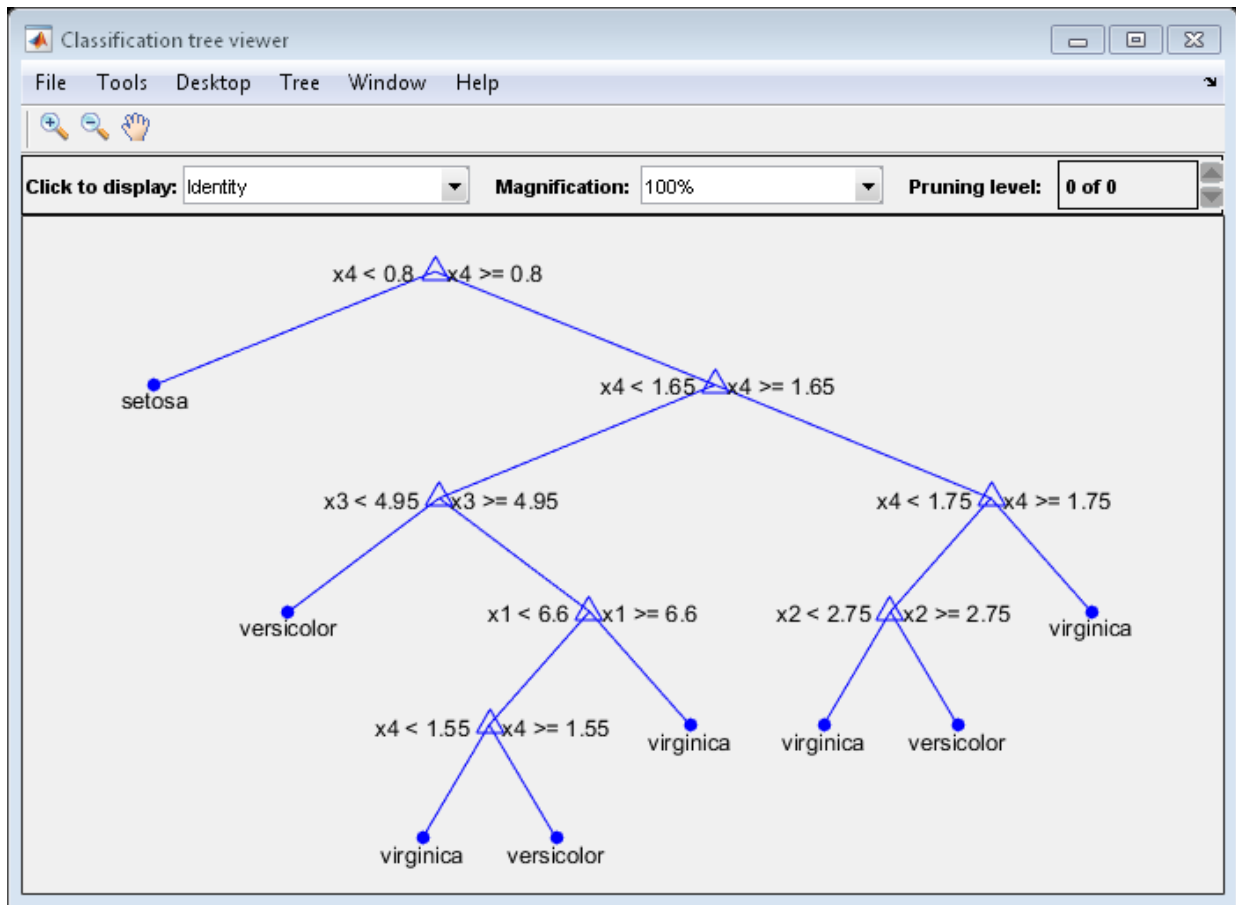 Classification tree viewer
File Tools Desktop Tree Window Help
Click to display: Identity Magnification: 100% Pruning level: 0 of 0
x4 < 0.8 x4 >= 0.8
setosa
x4 < 1.65 x4 >= 1.65
x3 < 4.95 x3 >= 4.95
x4 < 1.75 x4 >= 1.75
versicolor
x1 < 6.6 x1 >= 6.6
x2 < 2.75 x2 >= 2.75
virginica
x4 < 1.55 x4 >= 1.55
virginica
virginica
versicolor
virginica
versicolor